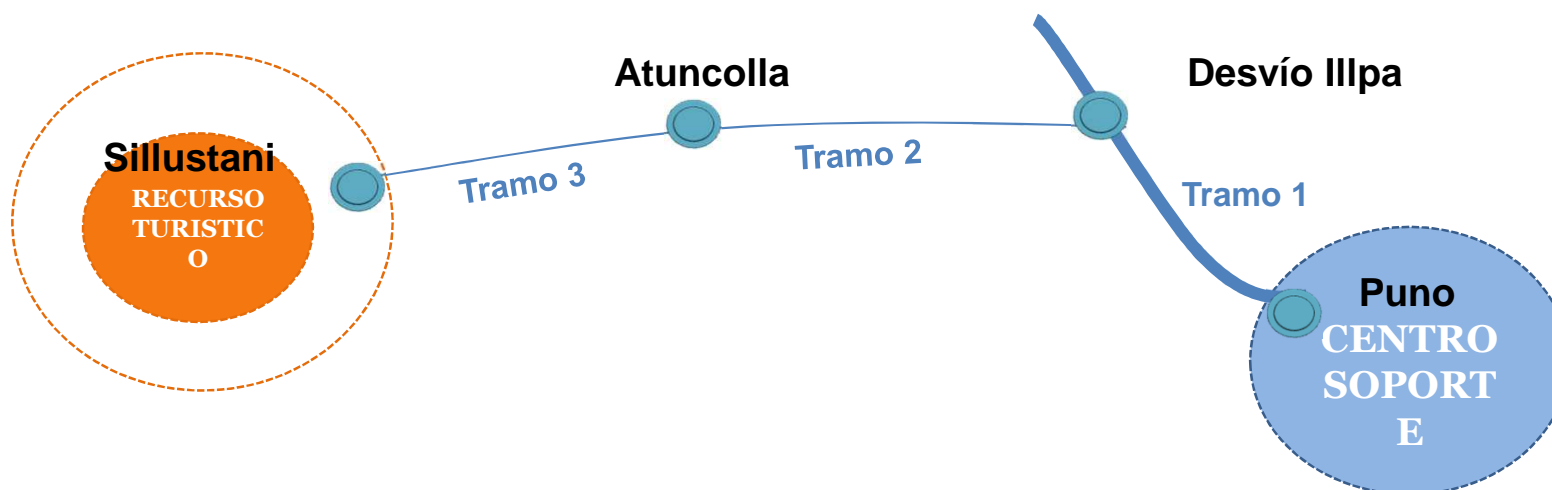 Atuncolla
Desvío Illpa
Sillustani
RECURSO
TURISTIC
O
Tramo 3
Tramo 2
Tramo 1
Puno
CENTRO
SOPORT
E